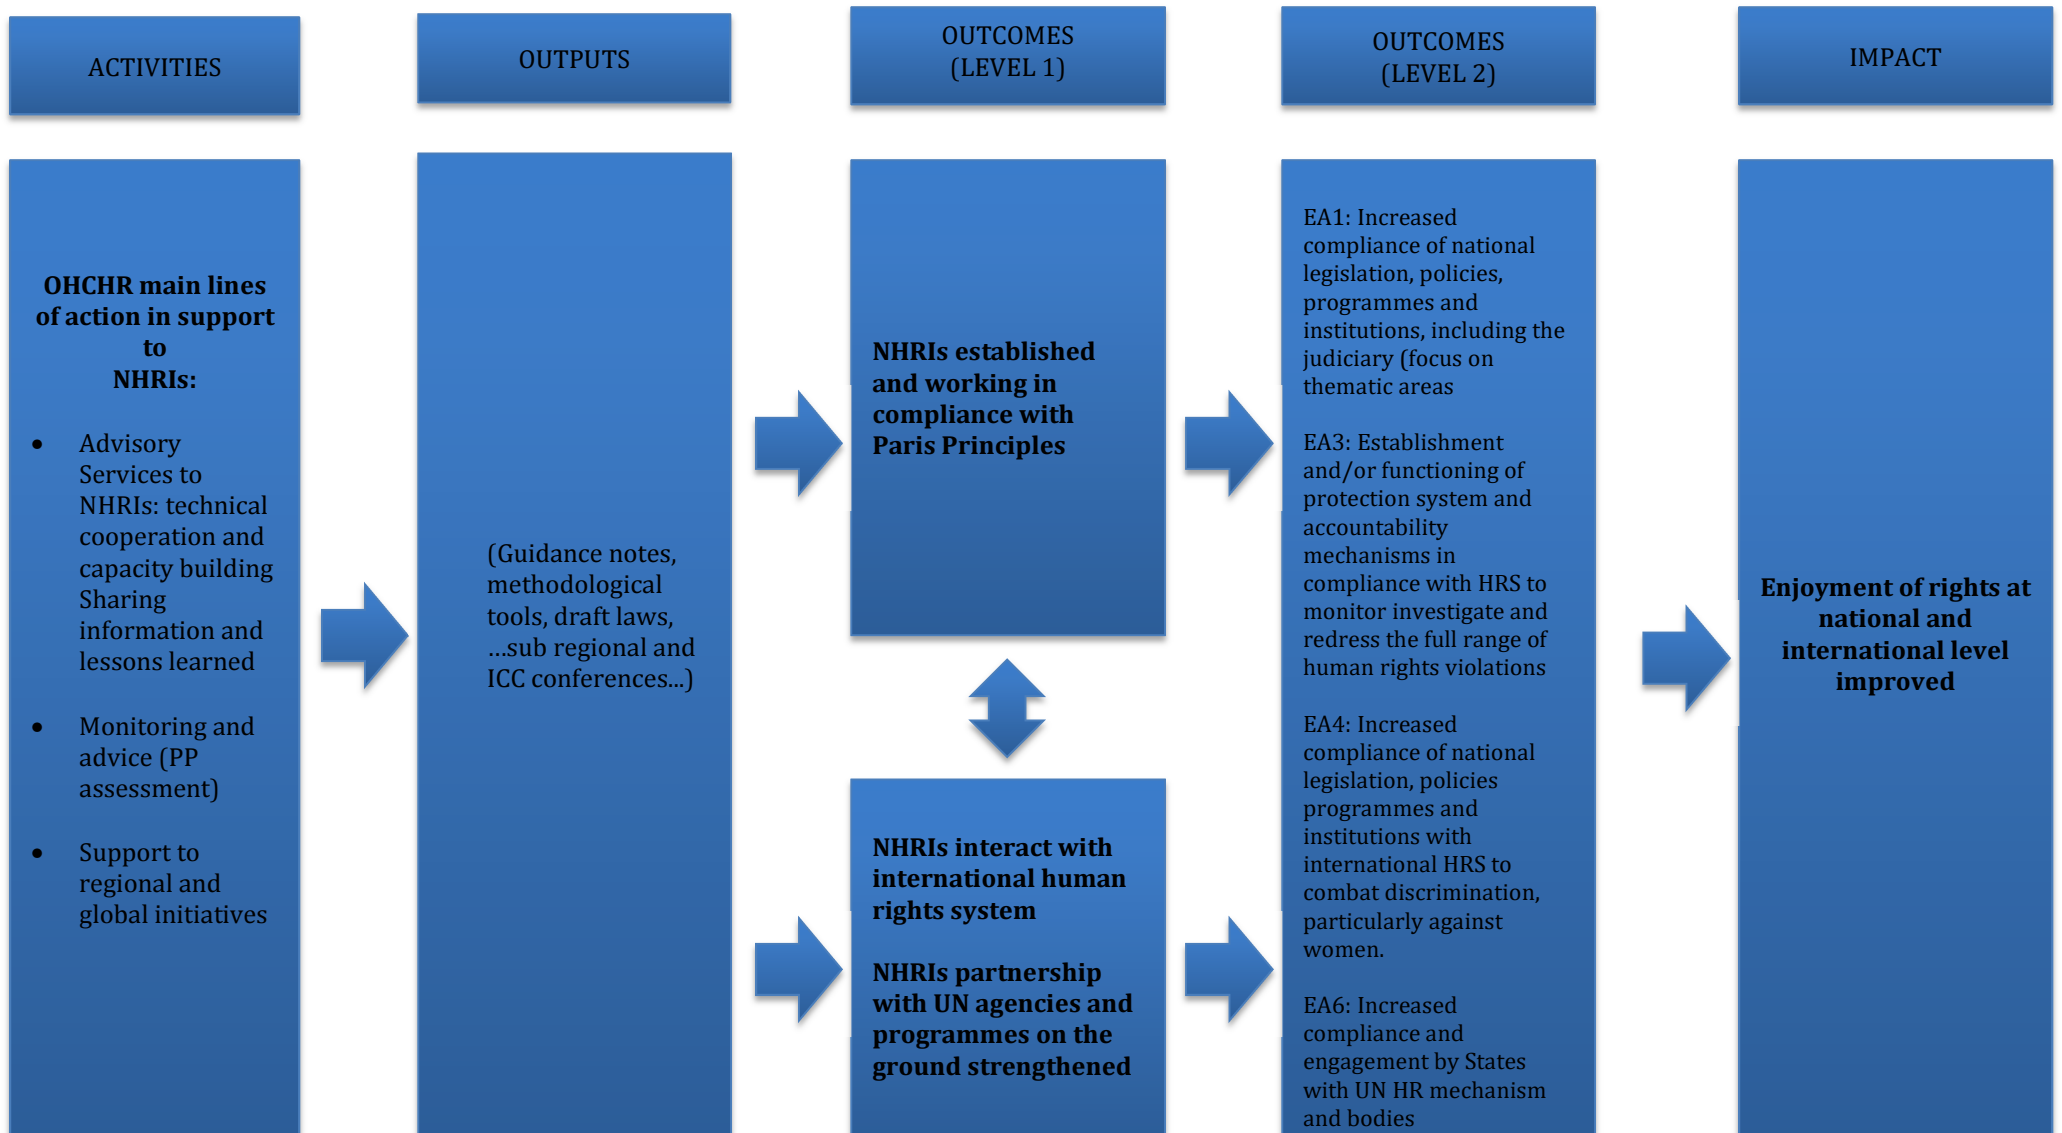 ACTIVITIES
OUTPUTS
OUTCOMES
(LEVEL 1)
OUTCOMES
(LEVEL 2)
IMPACT
OHCHR main lines
of action in support
to
NHRIs:
• Advisory
Services to
NHRIs: technical
cooperation and
capacity building
Sharing
information and
lessons learned
• Monitoring and
advice (PP
assessment)
• Support to
regional and
global initiatives
(Guidance notes,
methodological
tools, draft laws,
…sub regional and
ICC conferences...)
NHRIs established
and working in
compliance with
Paris Principles
NHRIs interact with
international human
rights system
NHRIs partnership
with UN agencies and
programmes on the
ground strengthened
EA1: Increased
compliance of national
legislation, policies,
programmes and
institutions, including the
judiciary (focus on
thematic areas
EA3: Establishment
and/or functioning of
protection system and
accountability
mechanisms in
compliance with HRS to
monitor investigate and
redress the full range of
human rights violations
EA4: Increased
compliance of national
legislation, policies
programmes and
institutions with
international HRS to
combat discrimination,
particularly against
women.
EA6: Increased
compliance and
engagement by States
with UN HR mechanism
and bodies
Enjoyment of rights at
national and
international level
improved